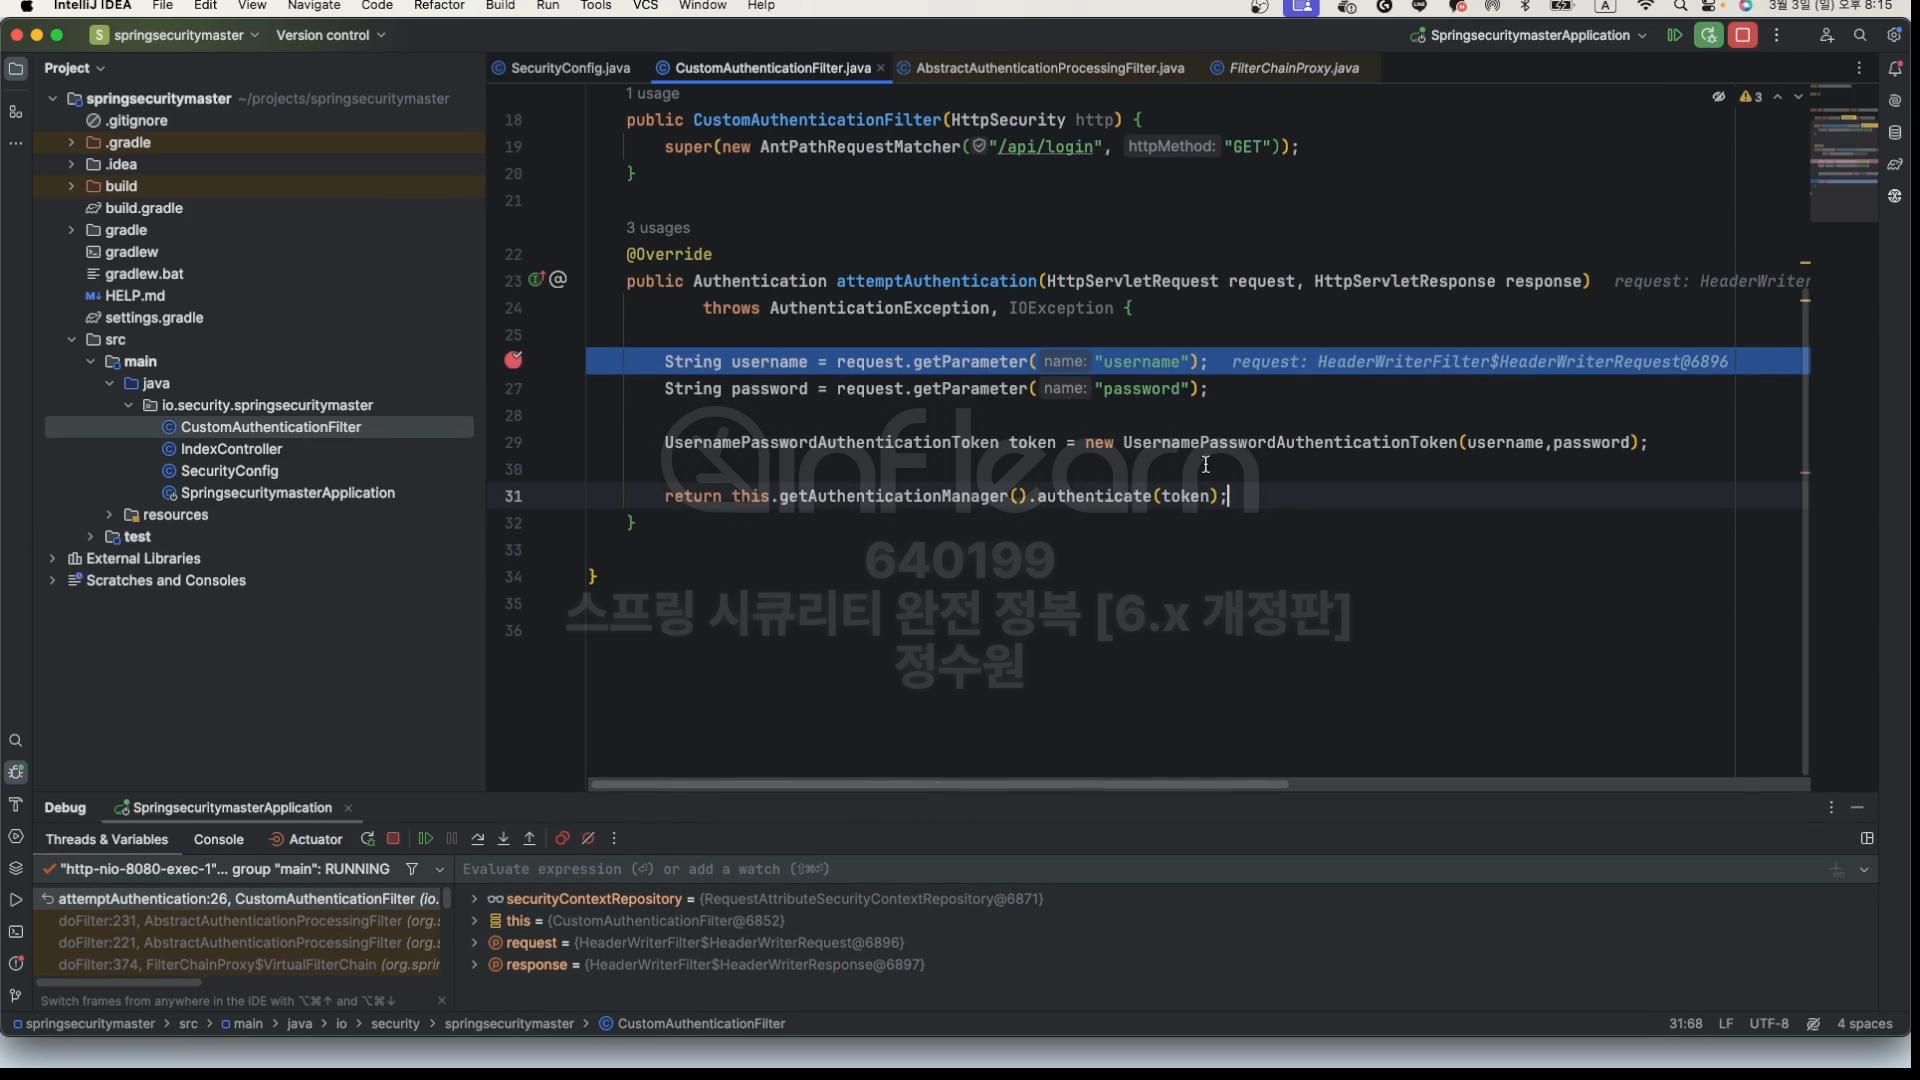 IntelliJ IDEA File Edit View Navigate Code Refactor Build Run Tools VCS Window Help A 3월 3일 (일) 오후 8:15
S springsecuritymaster Version control SpringsecuritymasterApplication
Project SecurityConfig.java CustomAuthenticationFilter.java AbstractAuthenticationProcessingFilter.java FilterChainProxy.java
springsecuritymaster ~/projects/springsecuritymaster
.gitignore
.gradle
.idea
build
build.gradle
gradle
gradlew
gradlew.bat
HELP.md
settings.gradle
src
main
java
io.security.springsecuritymaster
CustomAuthenticationFilter
IndexController
SecurityConfig
SpringsecuritymasterApplication
resources
test
External Libraries
Scratches and Consoles
3
1 usage
18 public CustomAuthenticationFilter(HttpSecurity http) {
19 super(new AntPathRequestMatcher("/api/login", httpMethod: "GET"));
20 }
21
3 usages
22 @Override
23 public Authentication attemptAuthentication(HttpServletRequest request, HttpServletResponse response) request: HeaderWriter
24 throws AuthenticationException, IOException {
25
String username = request.getParameter( name: "username"); request: HeaderWriterFilter$HeaderWriterRequest@6896
27 String password = request.getParameter( name: "password");
28
29 UsernamePasswordAuthenticationToken token = new UsernamePasswordAuthenticationToken(username,password);
30
31 return this.getAuthenticationManager().authenticate(token);
32 }
33
34 }
35
36
inflearn
640199
스프링 시큐리티 완전 정복 [6.x 개정판]
정수원
Debug SpringsecuritymasterApplication
Threads & Variables Console Actuator
"http-nio-8080-exec-1"... group "main": RUNNING
Evaluate expression (⏎) or add a watch (⇧⌘⏎)
attemptAuthentication:26, CustomAuthenticationFilter (io.
doFilter:231, AbstractAuthenticationProcessingFilter (org.s
doFilter:221, AbstractAuthenticationProcessingFilter (org.s
doFilter:374, FilterChainProxy$VirtualFilterChain (org.sprin
securityContextRepository = {RequestAttributeSecurityContextRepository@6871}
this = {CustomAuthenticationFilter@6852}
request = {HeaderWriterFilter$HeaderWriterRequest@6896}
response = {HeaderWriterFilter$HeaderWriterResponse@6897}
Switch frames from anywhere in the IDE with ⌥⌘↑ and ⌥⌘↓
springsecuritymaster > src > main > java > io > security > springsecuritymaster > CustomAuthenticationFilter 31:68 LF UTF-8 4 spaces